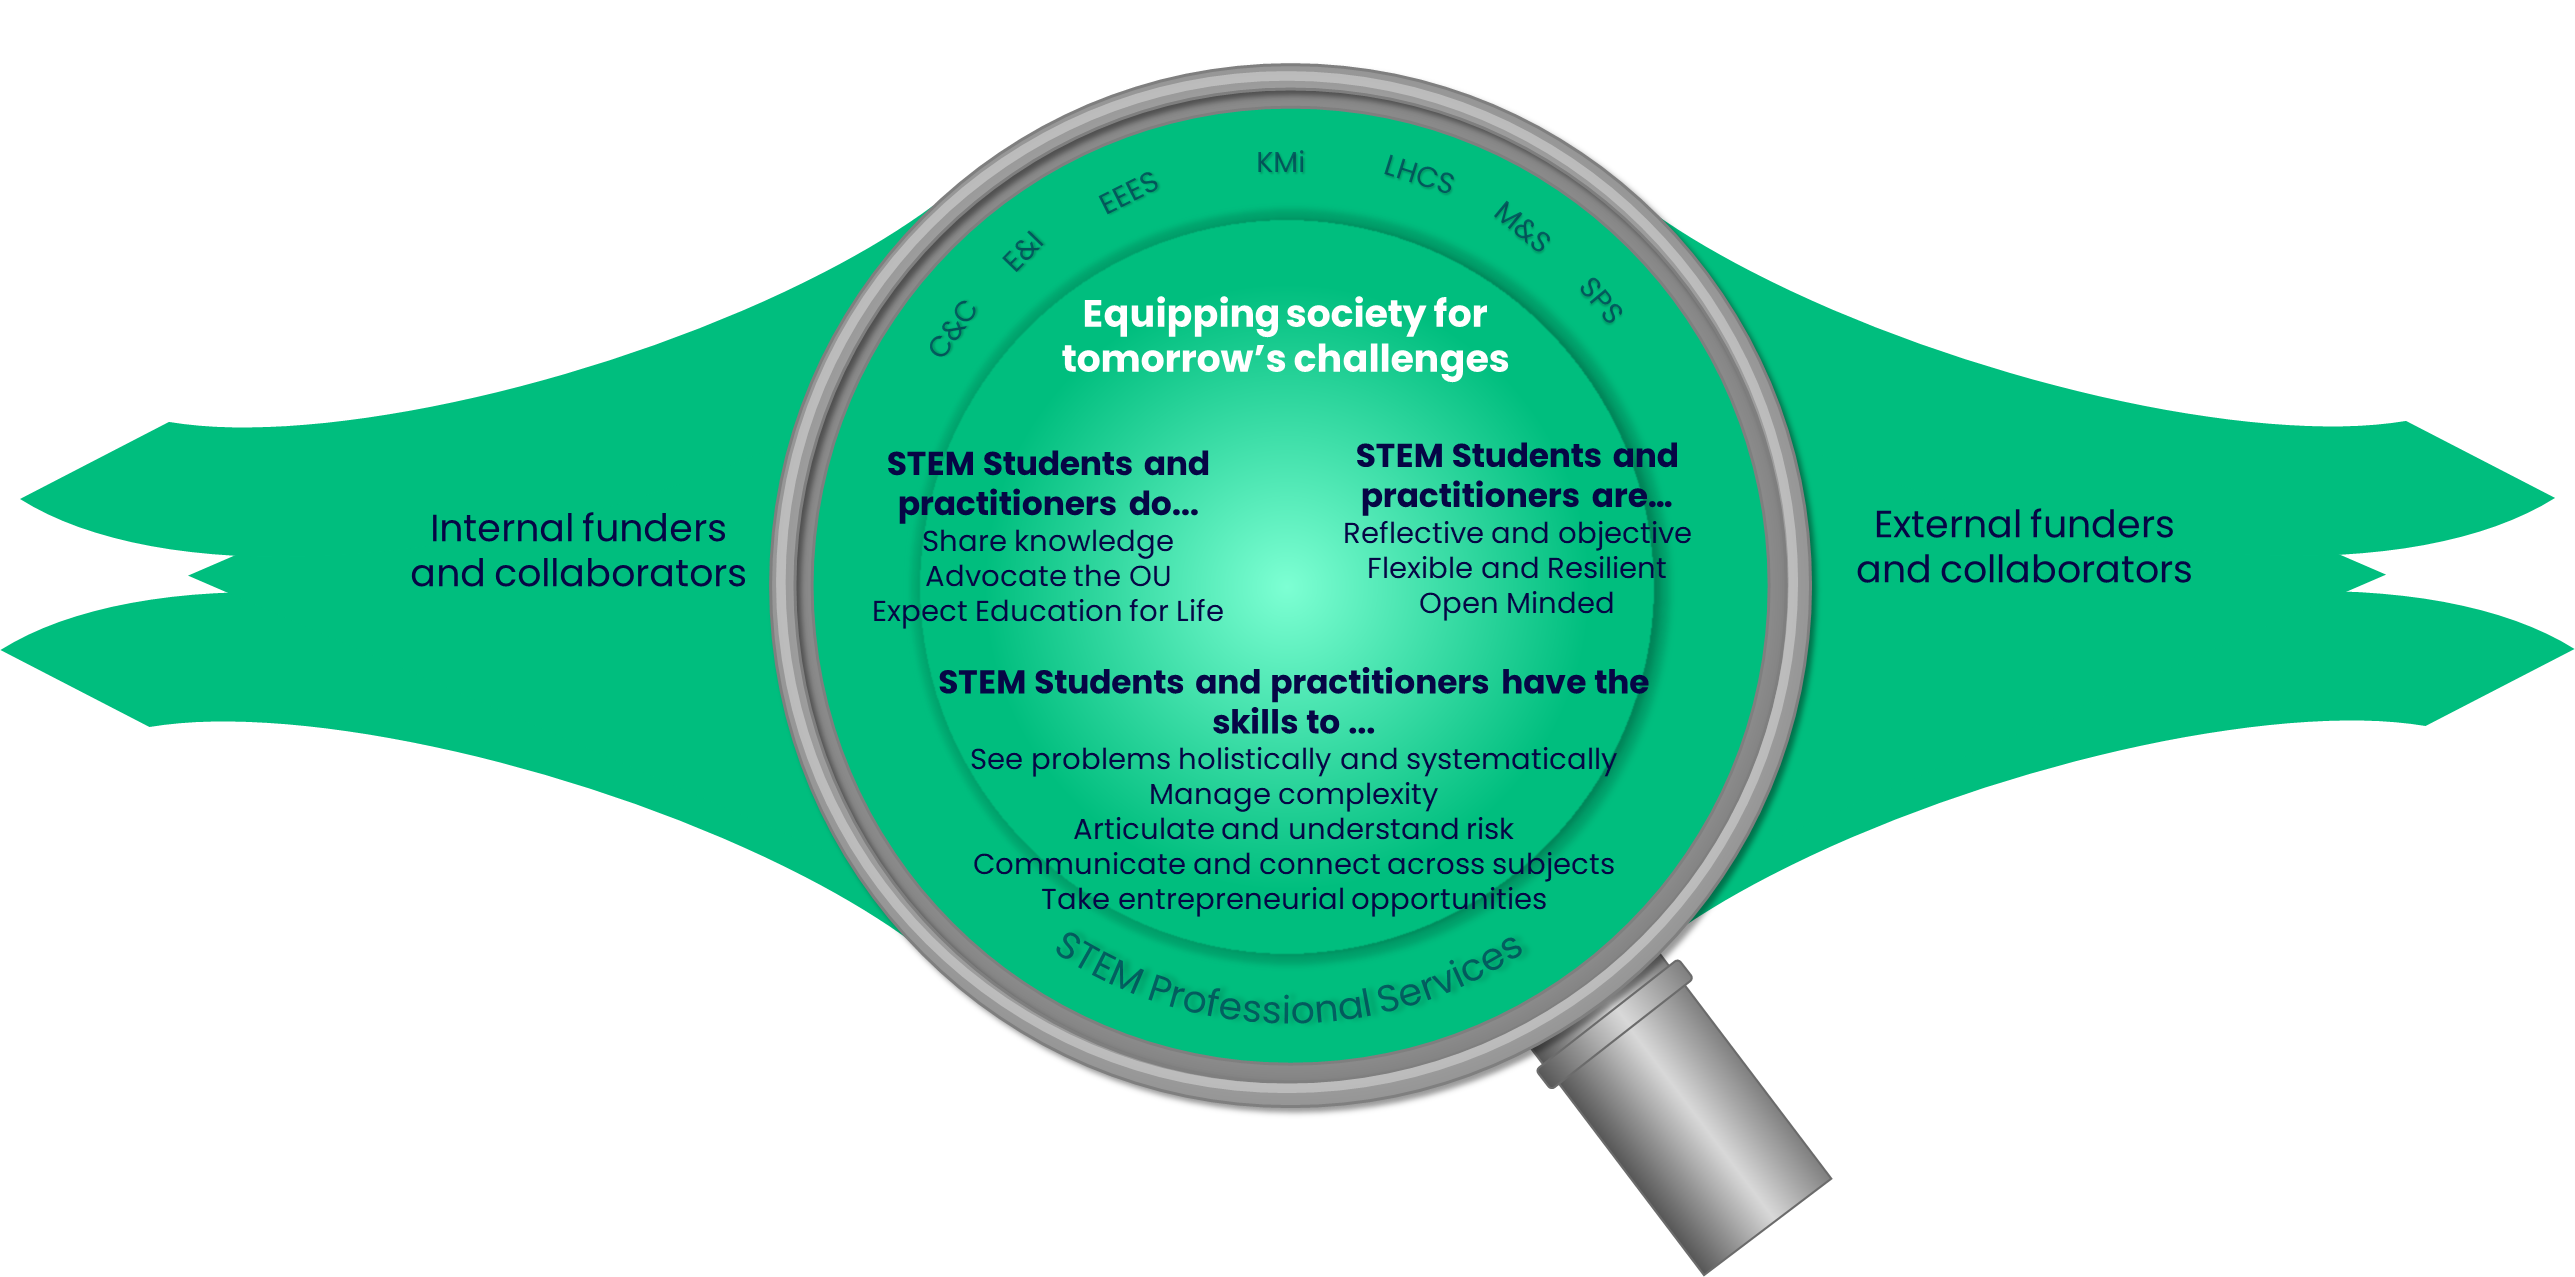 C&C
E&I
EEES
KMi
LHCS
M&S
SPS
Equipping society for
tomorrow’s challenges
Internal funders
and collaborators
STEM Students and
practitioners do...
Share knowledge
Advocate the OU
Expect Education for Life
STEM Students and
practitioners are...
Reflective and objective
Flexible and Resilient
Open Minded
External funders
and collaborators
STEM Students and practitioners have the
skills to ...
See problems holistically and systematically
Manage complexity
Articulate and understand risk
Communicate and connect across subjects
Take entrepreneurial opportunities
STEM Professional Services